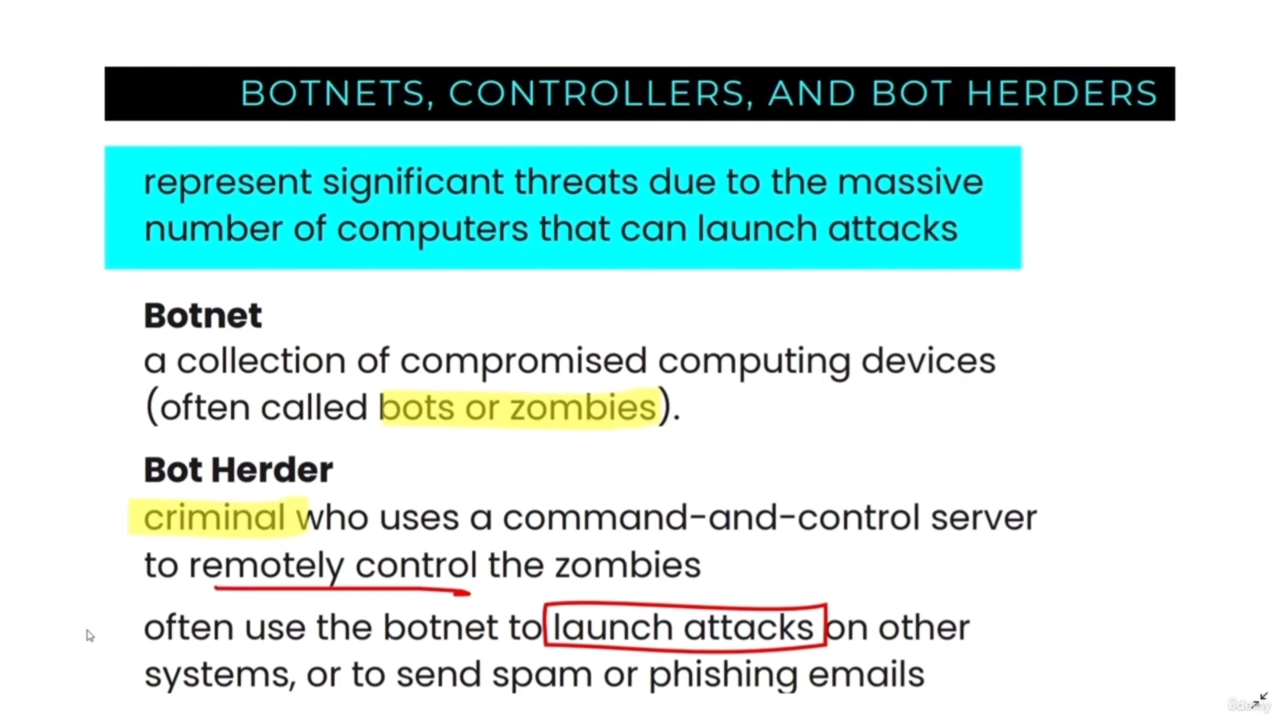 BOTNETS, CONTROLLERS, AND BOT HERDERS
represent significant threats due to the massive
number of computers that can launch attacks
Botnet
a collection of compromised computing devices
(often called bots or zombies).
Bot Herder
criminal who uses a command-and-control server
to remotely control the zombies
often use the botnet to launch attacks on other
systems, or to send spam or phishing emails
ûdemy